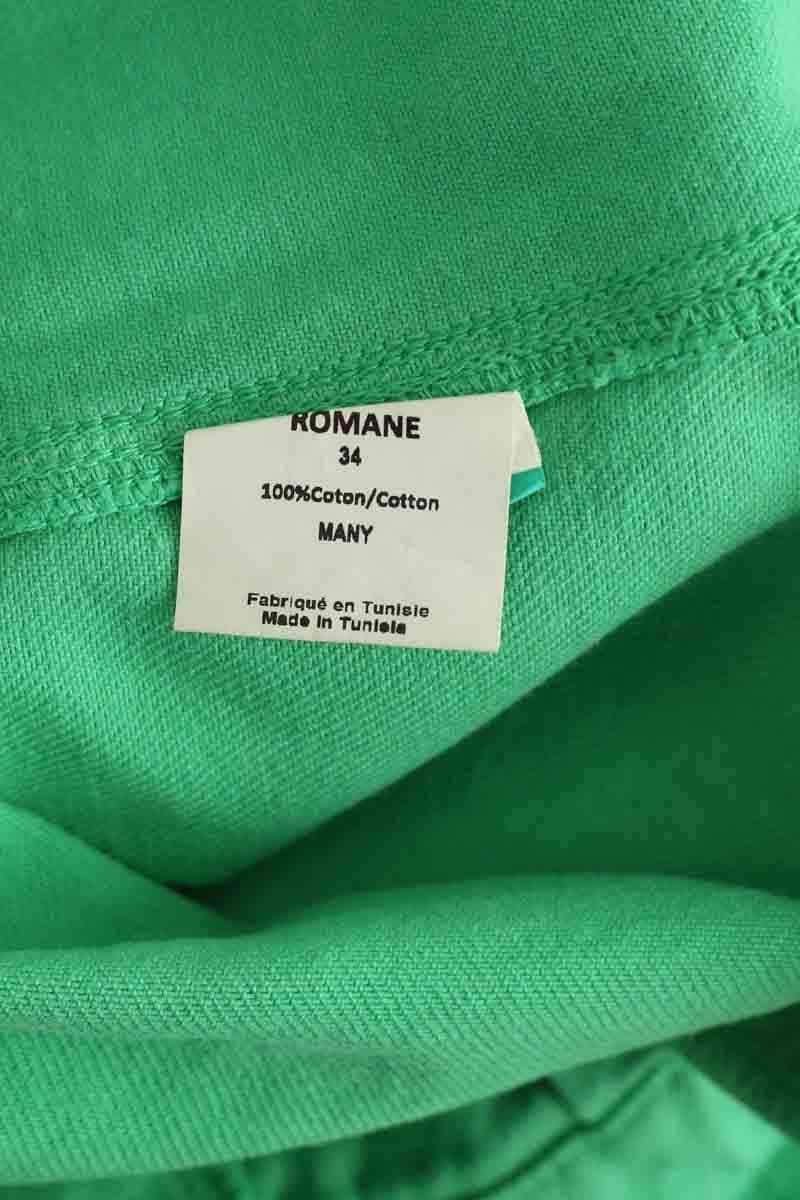 ROMANE
34
100%Coton/Cotton
MANY
Fabriqué en Tunisie
Made in Tunisia